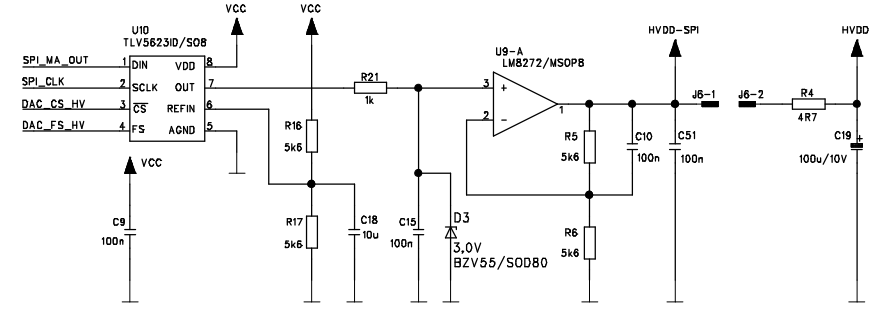 VCC
VCC
U10
TLV5623ID/SO8
SPI_MA_OUT
1 DIN VDD 8
SPI_CLK
2 SCLK OUT 7
DAC_CS_HV
3 CS REFIN 6
DAC_FS_HV
4 FS AGND 5
VCC
C9
100n
R16
5k6
R17
5k6
C18
10u
R21
1k
C15
100n
D3
3,0V
BZV55/SOD80
U9-A
LM8272/MSOP8
3
+
2
-
1
R5
5k6
R6
5k6
C10
100n
C51
100n
HVDD-SPI
J6-1
J6-2
R4
4R7
HVDD
C19
+
100u/10V